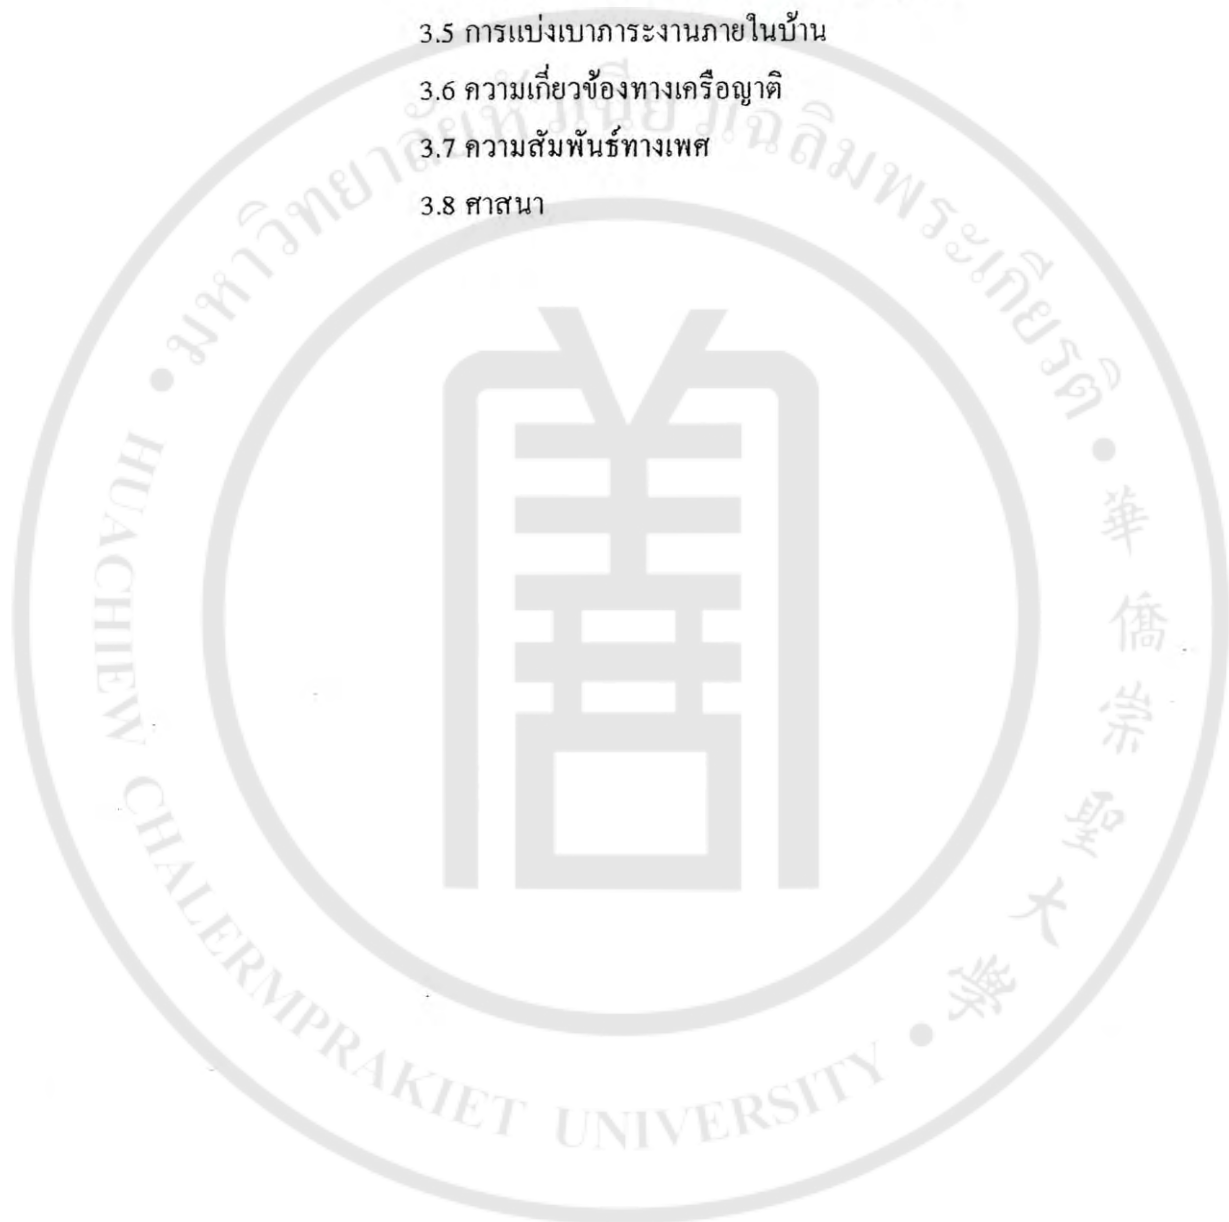 3.5 การแบ่งเบาภาระงานภายในบ้าน
3.6 ความเกี่ยวข้องทางเครือญาติ
3.7 ความสัมพันธ์ทางเพศ
3.8 ศาสนา
มหาวิทยาลัยหัวเฉียวเฉลิมพระเกียรติ
華僑崇聖大學
HUACHIEW CHALERMPRAKIET UNIVERSITY